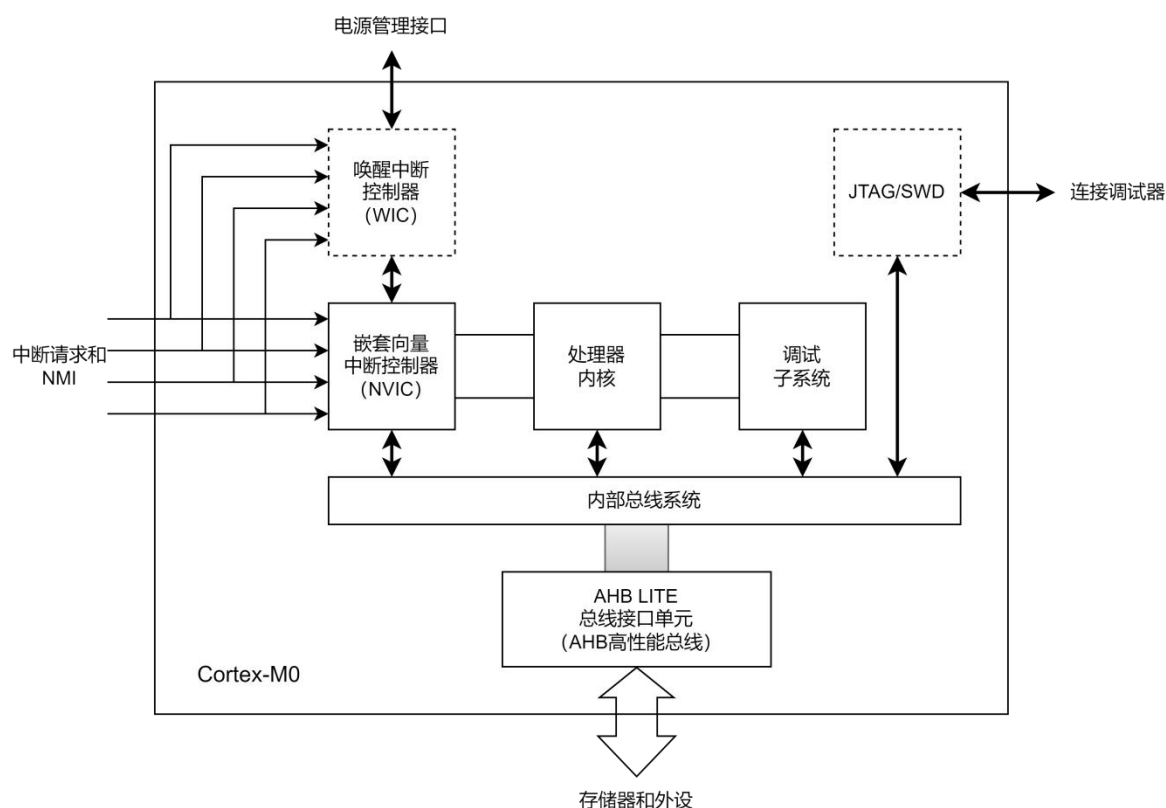 电源管理接口
唤醒中断
控制器
（WIC）
JTAG/SWD
连接调试器
中断请求和
NMI
嵌套向量
中断控制器
（NVIC）
处理器
内核
调试
子系统
内部总线系统
AHB LITE
总线接口单元
（AHB高性能总线）
Cortex-M0
存储器和外设